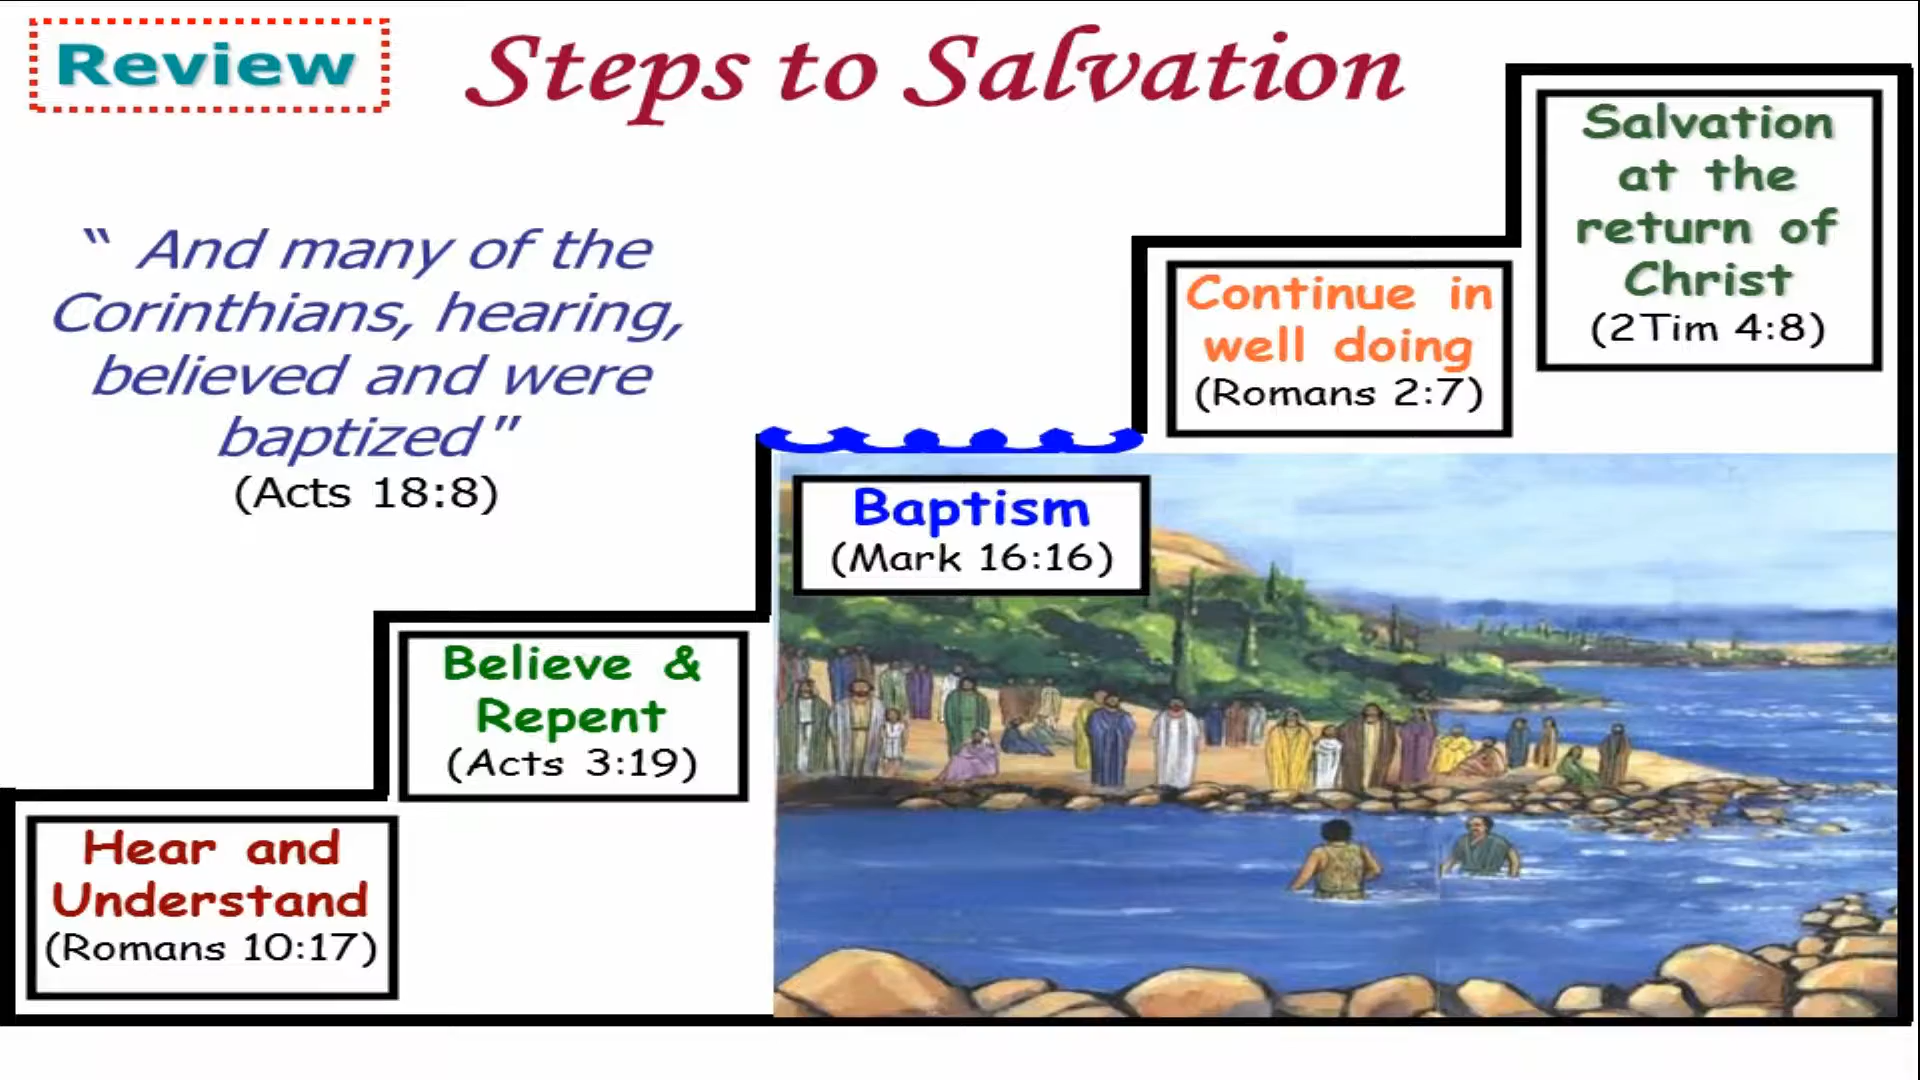 Review
Steps to Salvation
“ And many of the
Corinthians, hearing,
believed and were
baptized”
(Acts 18:8)
Salvation
at the
return of
Christ
(2Tim 4:8)
Continue in
well doing
(Romans 2:7)
Baptism
(Mark 16:16)
Believe &
Repent
(Acts 3:19)
Hear and
Understand
(Romans 10:17)